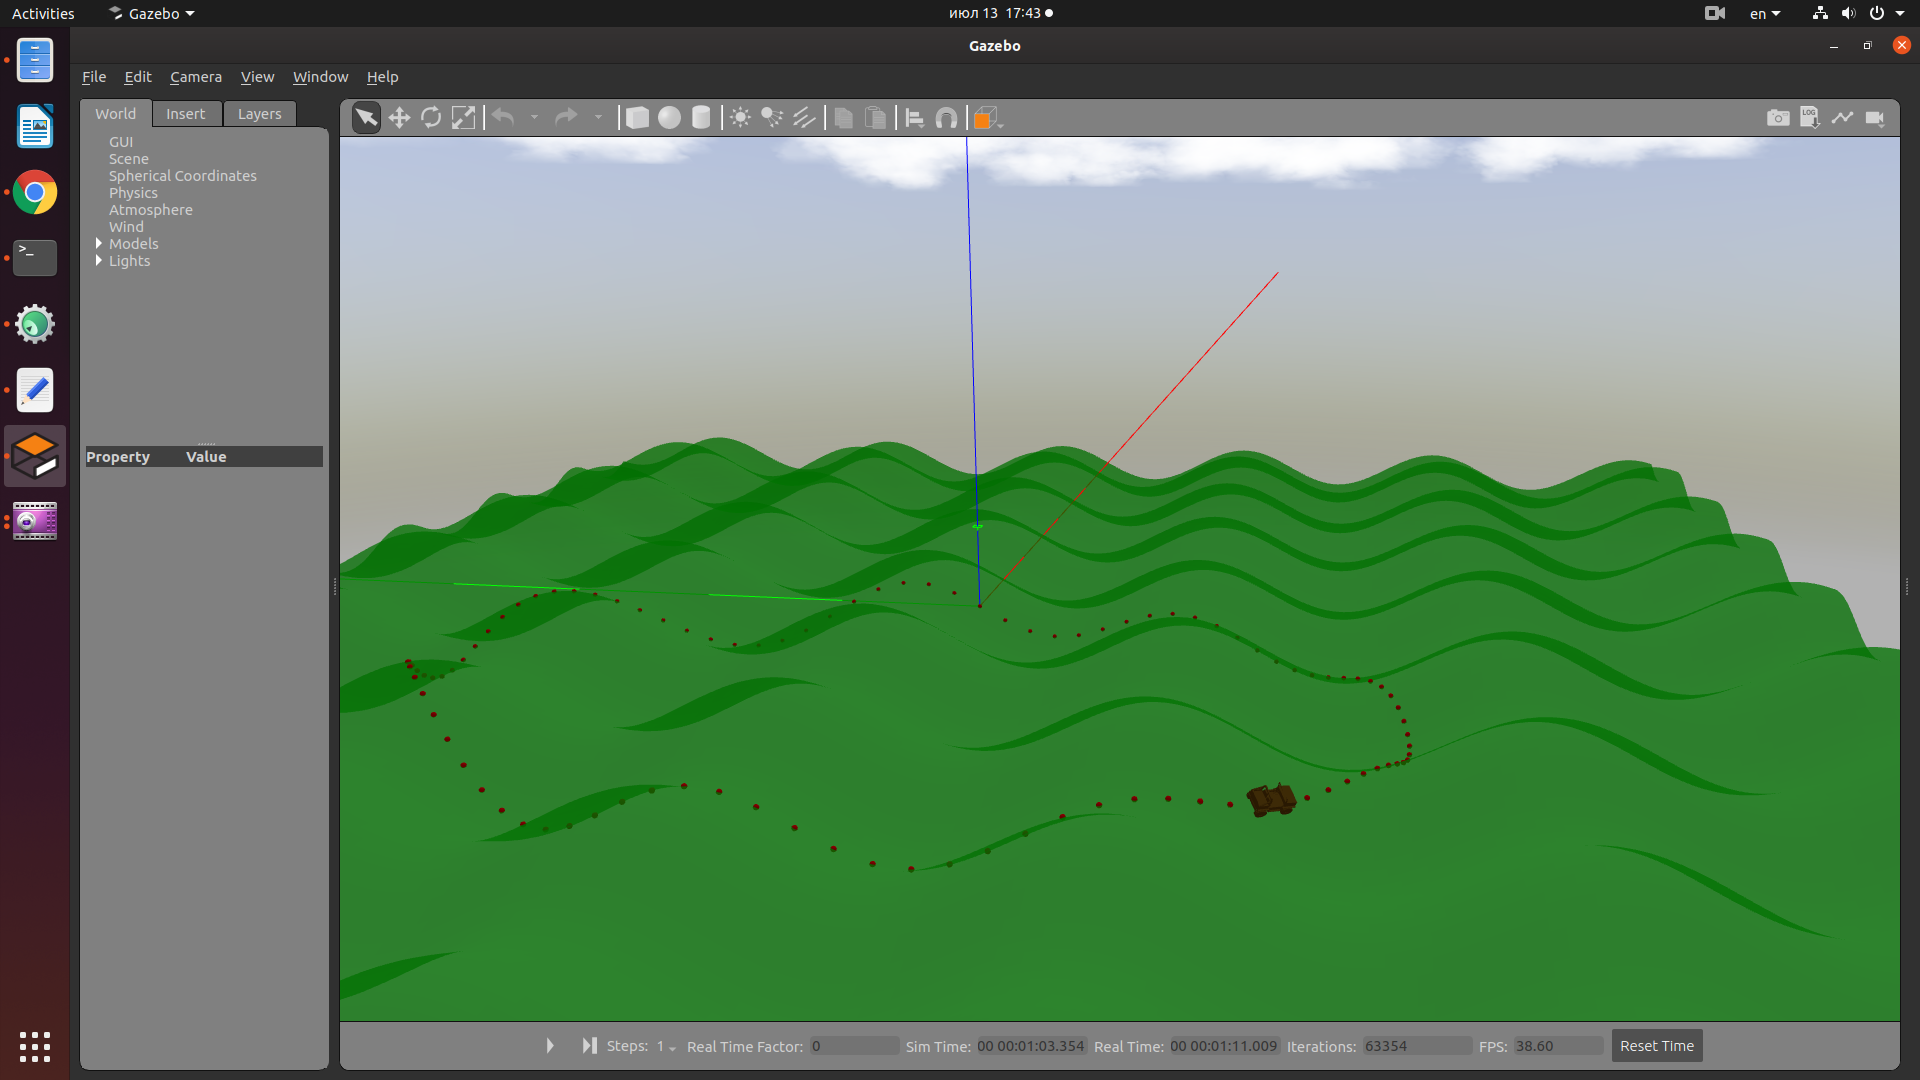 Activities Gazebo июл 13 17:43 en
Gazebo
File Edit Camera View Window Help
World Insert Layers
LOG
GUI
Scene
Spherical Coordinates
Physics
Atmosphere
Wind
Models
Lights
>_
Property Value
Steps: 1 Real Time Factor: 0 Sim Time: 00 00:01:03.354 Real Time: 00 00:01:11.009 Iterations: 63354 FPS: 38.60 Reset Time